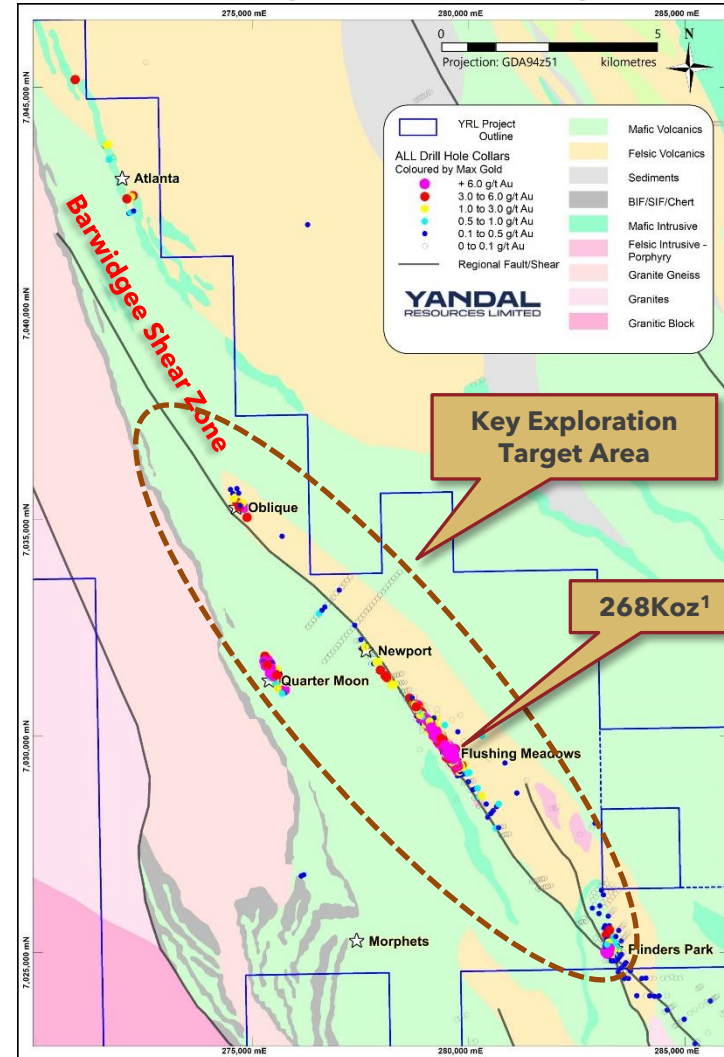 275,000 mE
280,000 mE
285,000 mE
0
5
N
Projection: GDA94z51
kilometres
7,045,000 mN
7,040,000 mN
7,035,000 mN
7,030,000 mN
7,025,000 mN
YRL Project
Outline
ALL Drill Hole Collars
Coloured by Max Gold
+ 6.0 g/t Au
3.0 to 6.0 g/t Au
1.0 to 3.0 g/t Au
0.5 to 1.0 g/t Au
0.1 to 0.5 g/t Au
0 to 0.1 g/t Au
Regional Fault/Shear
YANDAL
RESOURCES LIMITED
Mafic Volcanics
Felsic Volcanics
Sediments
BIF/SIF/Chert
Mafic Intrusive
Felsic Intrusive -
Porphyry
Granite Gneiss
Granites
Granitic Block
Atlanta
Barwidgee Shear Zone
Key Exploration
Target Area
Oblique
268Koz¹
Newport
Quarter Moon
Flushing Meadows
Morphets
Flinders Park
275,000 mE
280,000 mE
285,000 mE